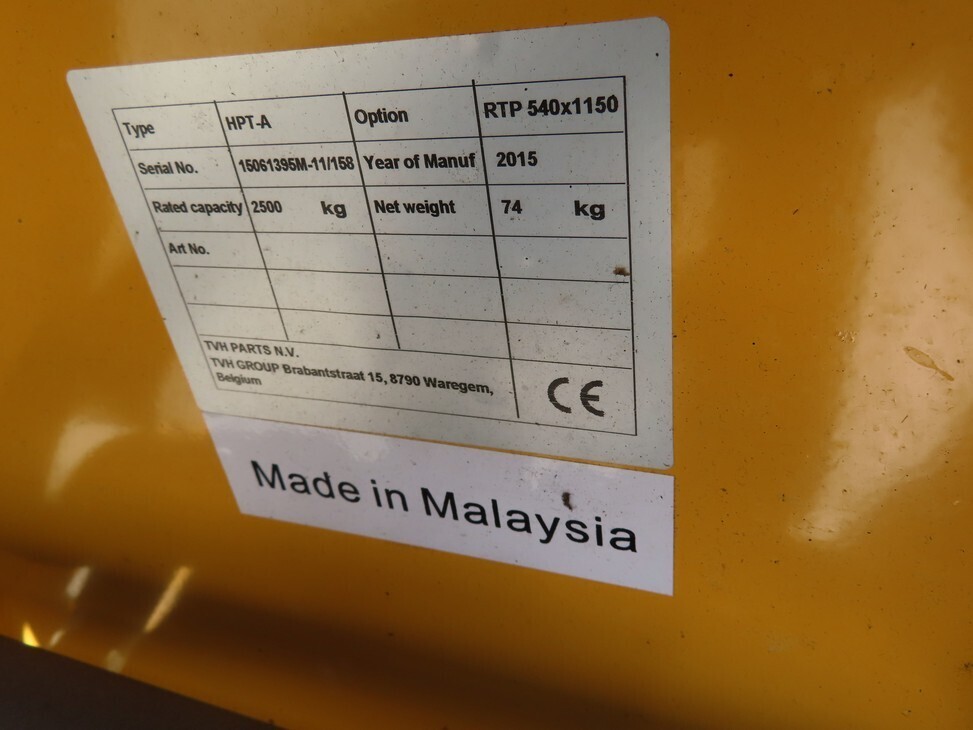 Type HPT-A Option RTP 540x1150
Serial No. 15061395M-11/158 Year of Manuf 2015
Rated capacity 2500 kg Net weight 74 kg
Art No.
TVH PARTS N.V.
TVH GROUP Brabantstraat 15, 8790 Waregem,
Belgium
CE
Made in Malaysia